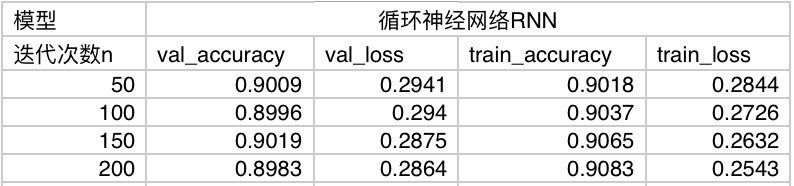 模型 循环神经网络RNN
迭代次数n val_accuracy val_loss train_accuracy train_loss
50 0.9009 0.2941 0.9018 0.2844
100 0.8996 0.294 0.9037 0.2726
150 0.9019 0.2875 0.9065 0.2632
200 0.8983 0.2864 0.9083 0.2543